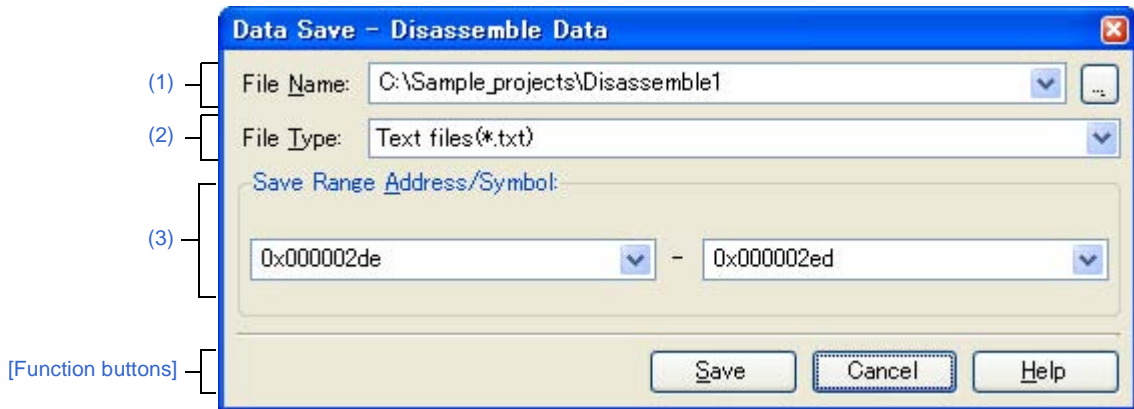 Data Save - Disassemble Data
(1) File Name: C:\Sample_projects\Disassemble1 ...
(2) File Type: Text files(*.txt)
Save Range Address/Symbol:
(3)
0x000002de - 0x000002ed
[Function buttons] Save Cancel Help